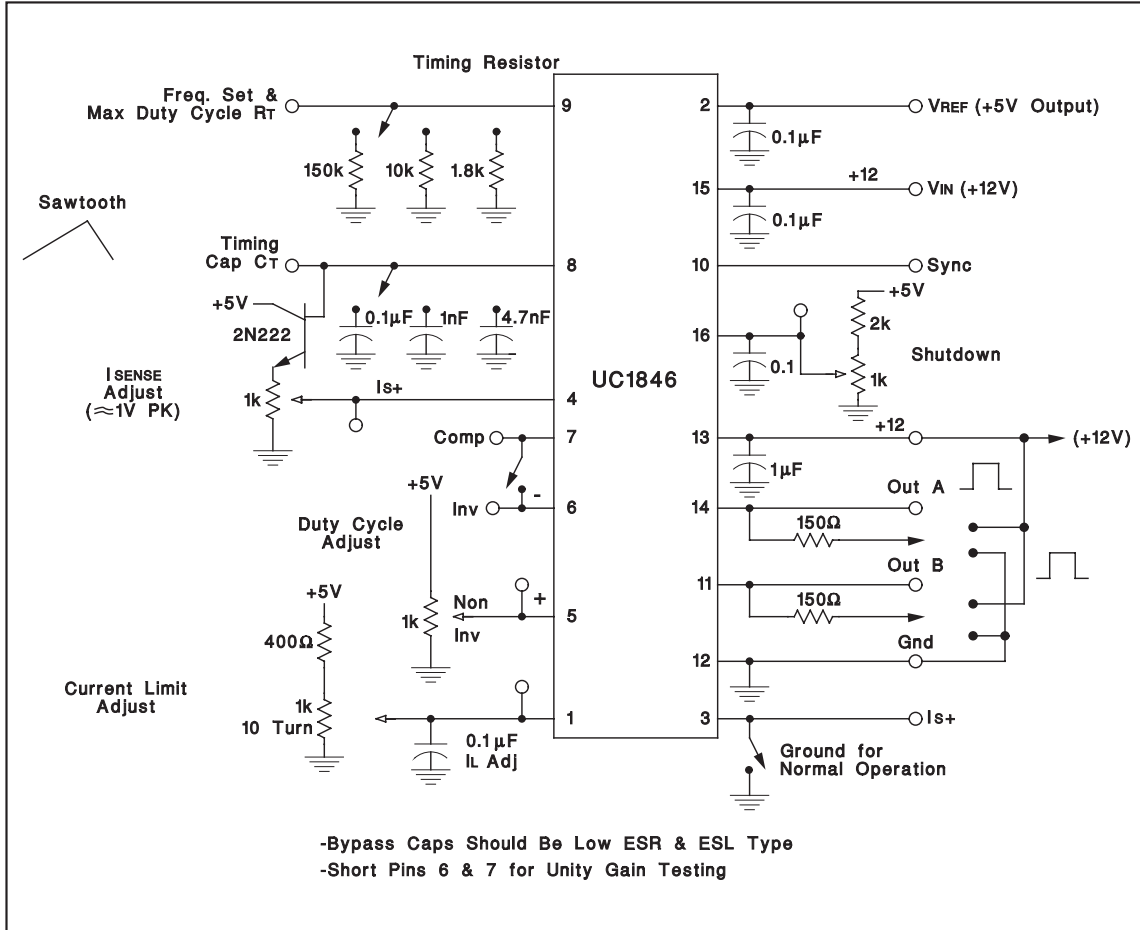 Timing Resistor
Freq. Set &
Max Duty Cycle RT
9
2
VREF (+5V Output)
0.1µF
150k
10k
1.8k
15
+12
VIN (+12V)
0.1µF
Sawtooth
Timing
Cap CT
8
10
Sync
+5V
2N222
0.1µF
1nF
4.7nF
16
0.1
+5V
2k
1k
Shutdown
UC1846
ISENSE
Adjust
(≈1V PK)
1k
IS+
4
Comp
7
13
+12
(+12V)
1µF
+5V
-
Inv
6
14
Out A
150Ω
Duty Cycle
Adjust
11
Out B
150Ω
+5V
400Ω
1k
Non
Inv
+
5
12
Gnd
Current Limit
Adjust
1k
10 Turn
1
0.1µF
IL Adj
3
IS+
Ground for
Normal Operation
-Bypass Caps Should Be Low ESR & ESL Type
-Short Pins 6 & 7 for Unity Gain Testing